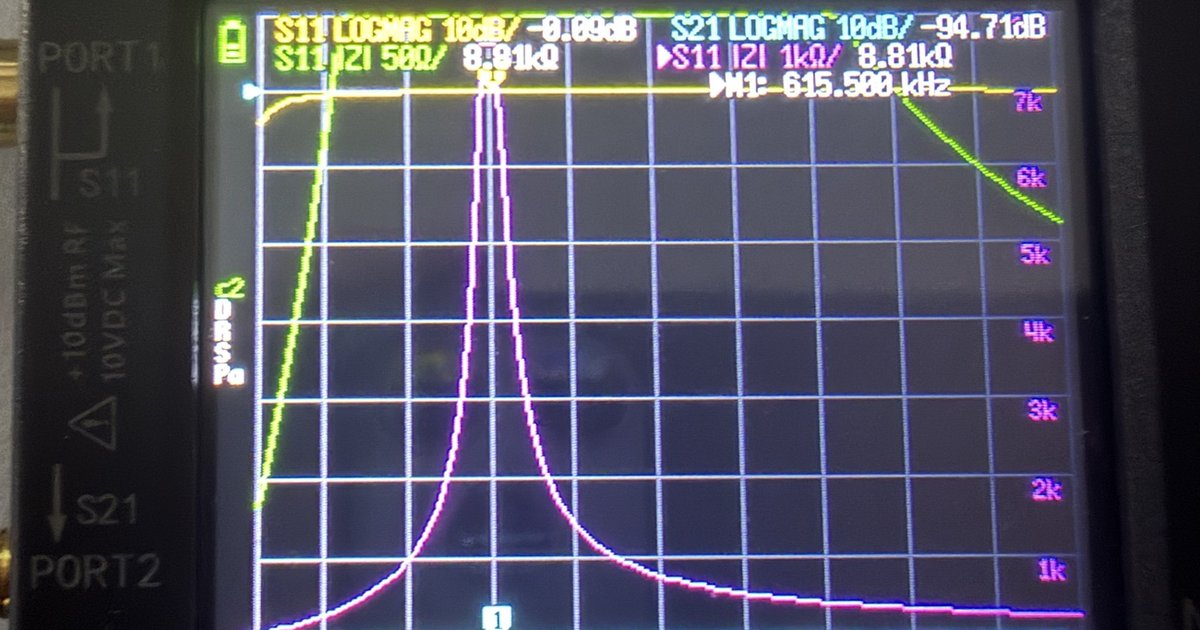 PORT1
S11
+10dBm RF
10VDC Max
S21
PORT2
S11 LOGMAG 10dB/ -0.09dB
S21 LOGMAG 10dB/ -94.71dB
S11 |Z| 50Ω/ 8.81kΩ
S11 |Z| 1kΩ/ 8.81kΩ
M1: 615.500 kHz
7k
6k
5k
4k
3k
2k
1k
D
R
S
Pa
1